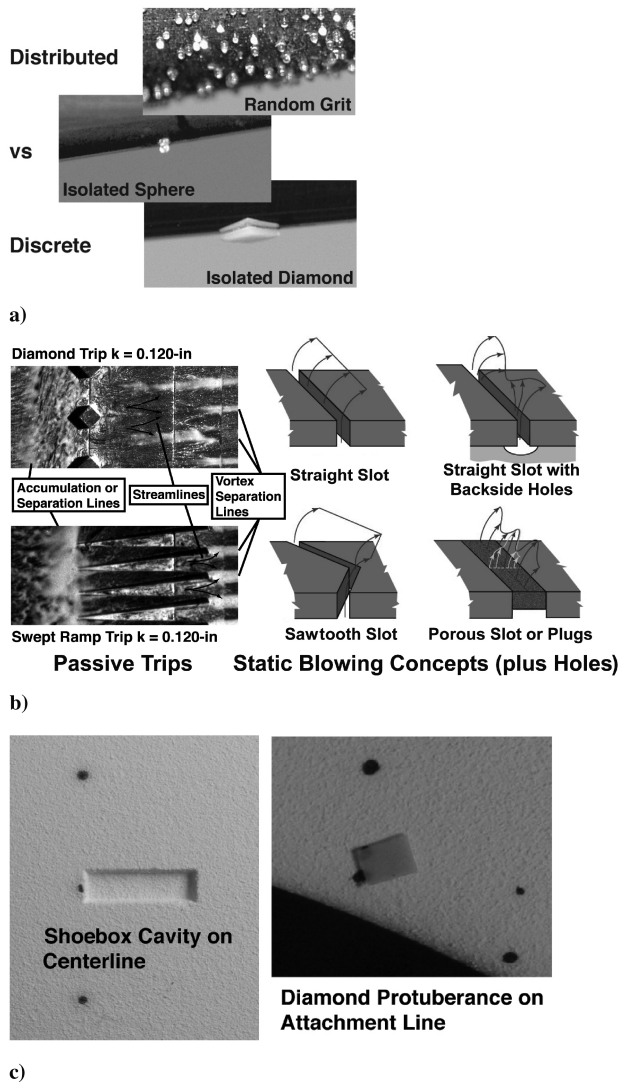 Distributed
Random Grit
vs
Isolated Sphere
Discrete
Isolated Diamond
a)
Diamond Trip k = 0.120-in
Accumulation or
Separation Lines
Streamlines
Vortex
Separation
Lines
Swept Ramp Trip k = 0.120-in
Passive Trips
Straight Slot
Straight Slot with
Backside Holes
Sawtooth Slot
Porous Slot or Plugs
Static Blowing Concepts (plus Holes)
b)
Shoebox Cavity on
Centerline
Diamond Protuberance on
Attachment Line
c)